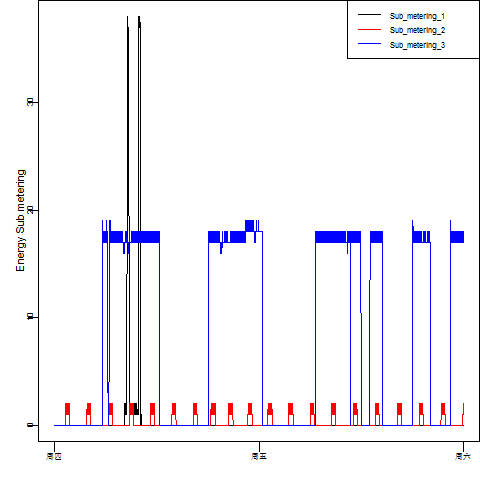 Sub_metering_1
Sub_metering_2
Sub_metering_3
Energy Sub metering
30
20
10
0
周四
周五
周六